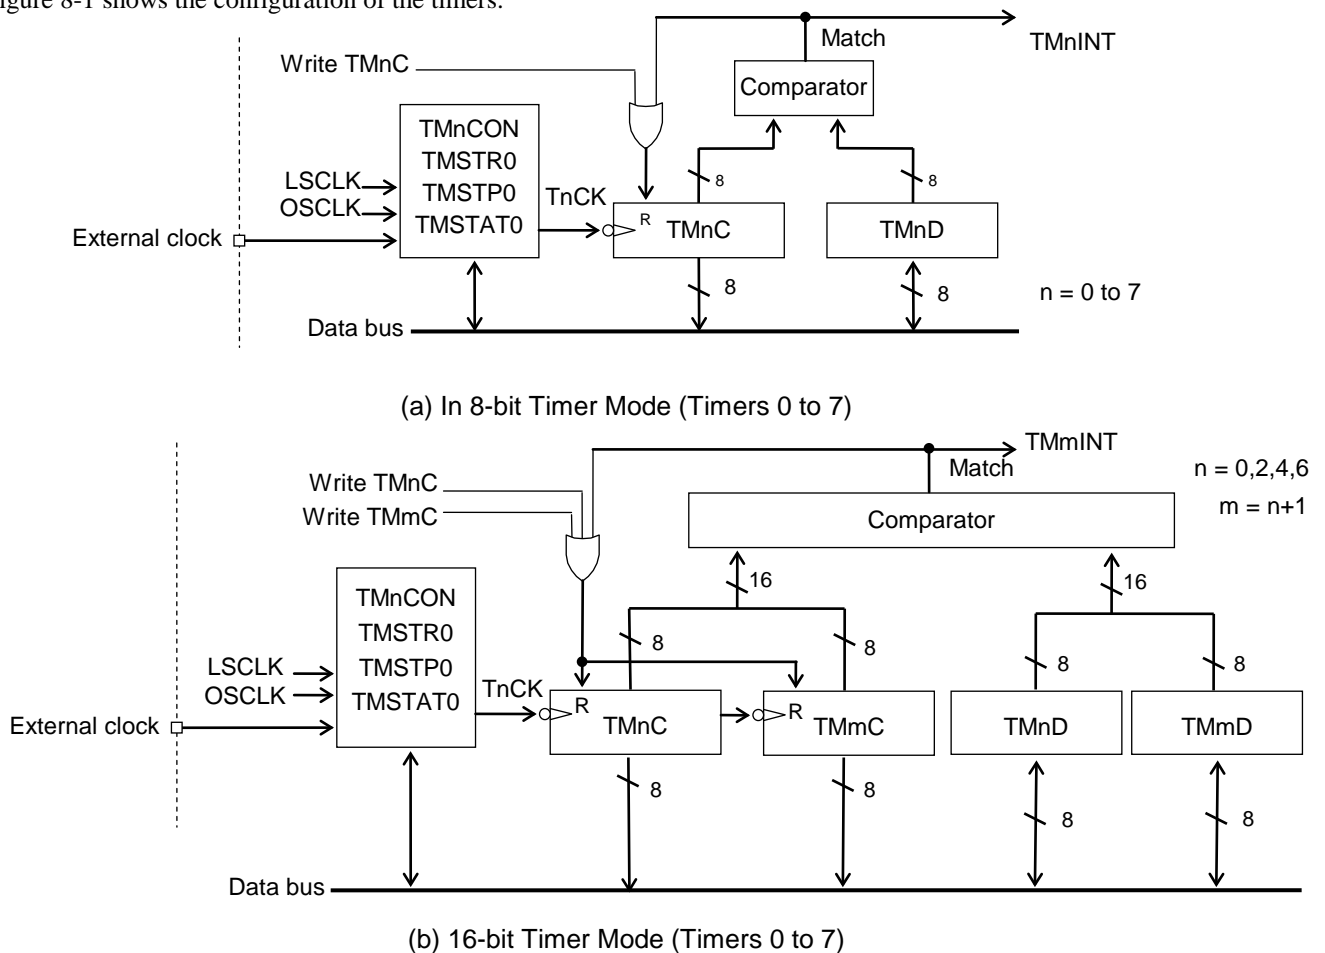 igure 8-1 shows the configuration of the timers.
Match
TMnINT
Write TMnC
Comparator
TMnCON
TMSTR0
TMSTP0
TMSTAT0
LSCLK
OSCLK
External clock
TnCK
R
TMnC
TMnD
8
8
8
8
n = 0 to 7
Data bus
(a) In 8-bit Timer Mode (Timers 0 to 7)
TMmINT
Match
n = 0,2,4,6
m = n+1
Write TMnC
Write TMmC
Comparator
16
16
TMnCON
TMSTR0
TMSTP0
TMSTAT0
LSCLK
OSCLK
External clock
TnCK
8
8
8
8
R
TMnC
R
TMmC
TMnD
TMmD
8
8
8
8
Data bus
(b) 16-bit Timer Mode (Timers 0 to 7)